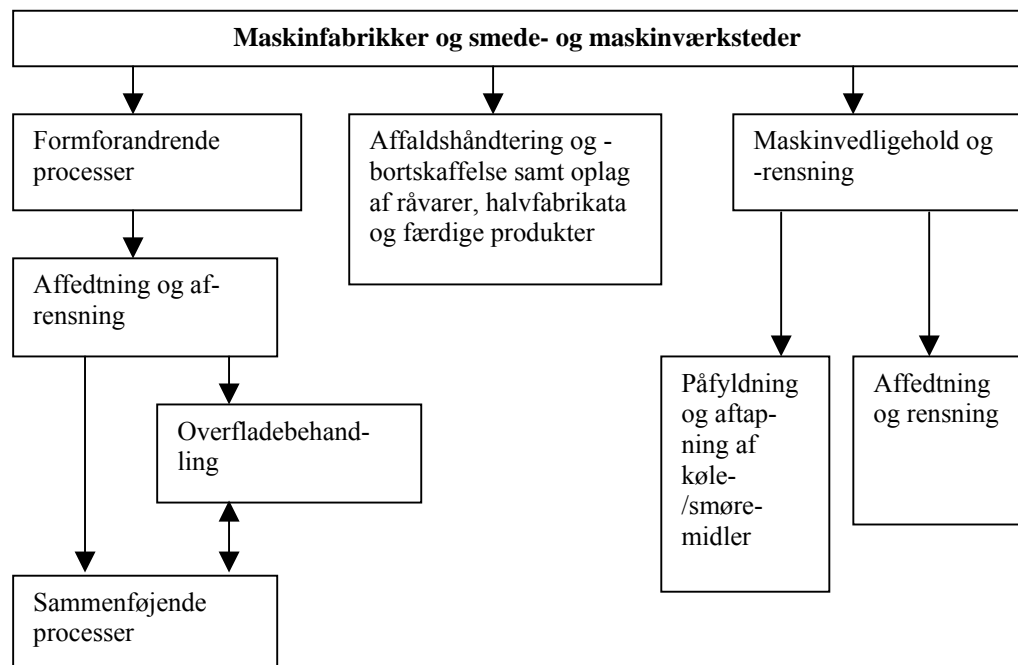 Maskinfabrikker og smede- og maskinværksteder
Formforandrende
processer
Affaldshåndtering og -
bortskaffelse samt oplag
af råvarer, halvfabrikata
og færdige produkter
Maskinvedligehold og
-rensning
Affedtning og af-
rensning
Overfladebehand-
ling
Sammenføjende
processer
Påfyldning
og aftap-
ning af
køle-
/smøre-
midler
Affedtning
og rensning